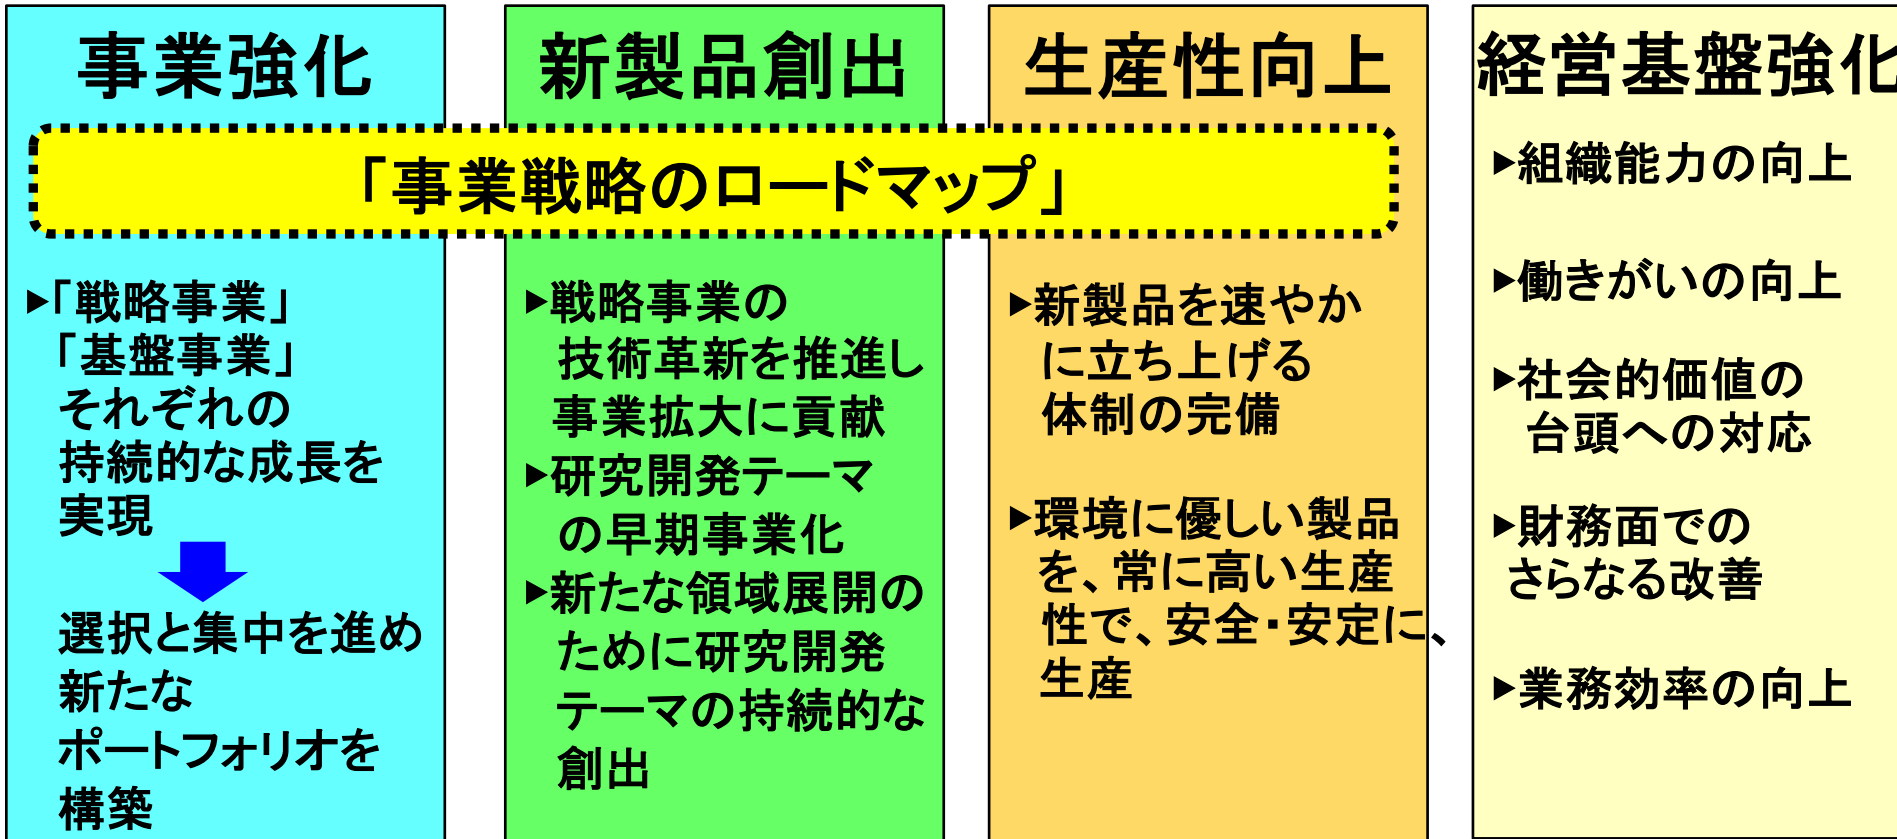 事業強化
新製品創出
生産性向上
経営基盤強化
「事業戦略のロードマップ」
▶「戦略事業」
「基盤事業」
それぞれの
持続的な成長を
実現
選択と集中を進め
新たな
ポートフォリオを
構築
▶戦略事業の
技術革新を推進し
事業拡大に貢献
▶研究開発テーマ
の早期事業化
▶新たな領域展開の
ために研究開発
テーマの持続的な
創出
▶新製品を速やか
に立ち上げる
体制の完備
▶環境に優しい製品
を、常に高い生産
性で、安全・安定に、
生産
▶組織能力の向上
▶働きがいの向上
▶社会的価値の
台頭への対応
▶財務面での
さらなる改善
▶業務効率の向上